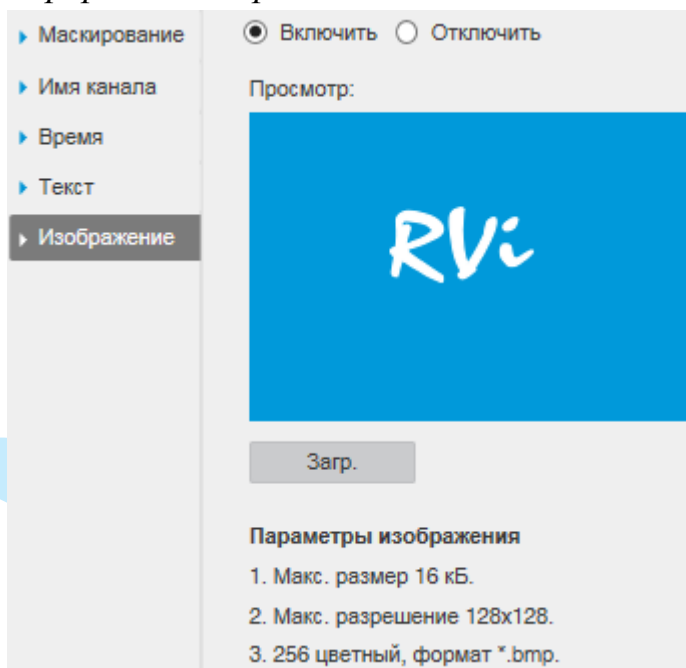 Маскирование
Включить Отключить
Имя канала
Просмотр:
Время
Текст
Изображение
RVi
Загр.
Параметры изображения
1. Макс. размер 16 кБ.
2. Макс. разрешение 128x128.
3. 256 цветный, формат *.bmp.